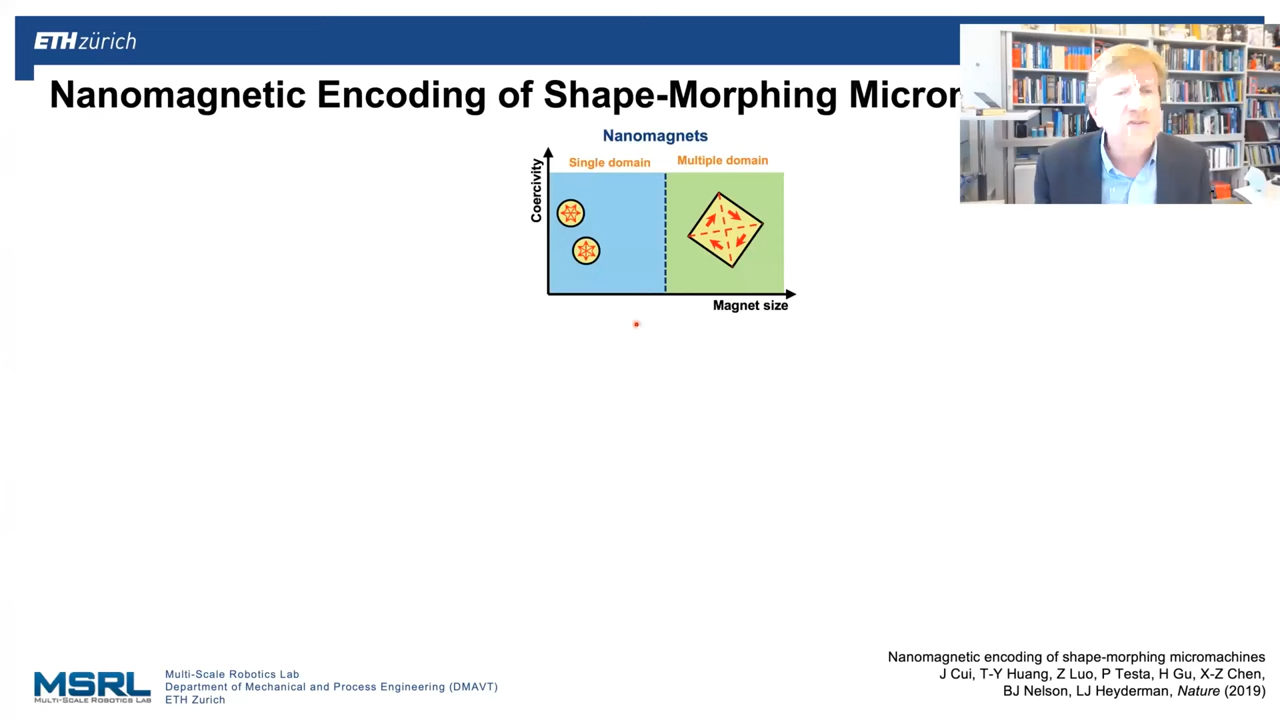 ETH zürich
Nanomagnetic Encoding of Shape-Morphing
Nanomagnets
Single domain
Multiple domain
Coercivity
Magnet size
Nanomagnetic encoding of shape-morphing micromachines
J Cui, T-Y Huang, Z Luo, P Testa, H Gu, X-Z Chen,
BJ Nelson, LJ Heyderman, Nature (2019)
MSRL
MULTI-SCALE ROBOTICS LAB
Multi-Scale Robotics Lab
Department of Mechanical and Process Engineering (DMAVT)
ETH Zurich